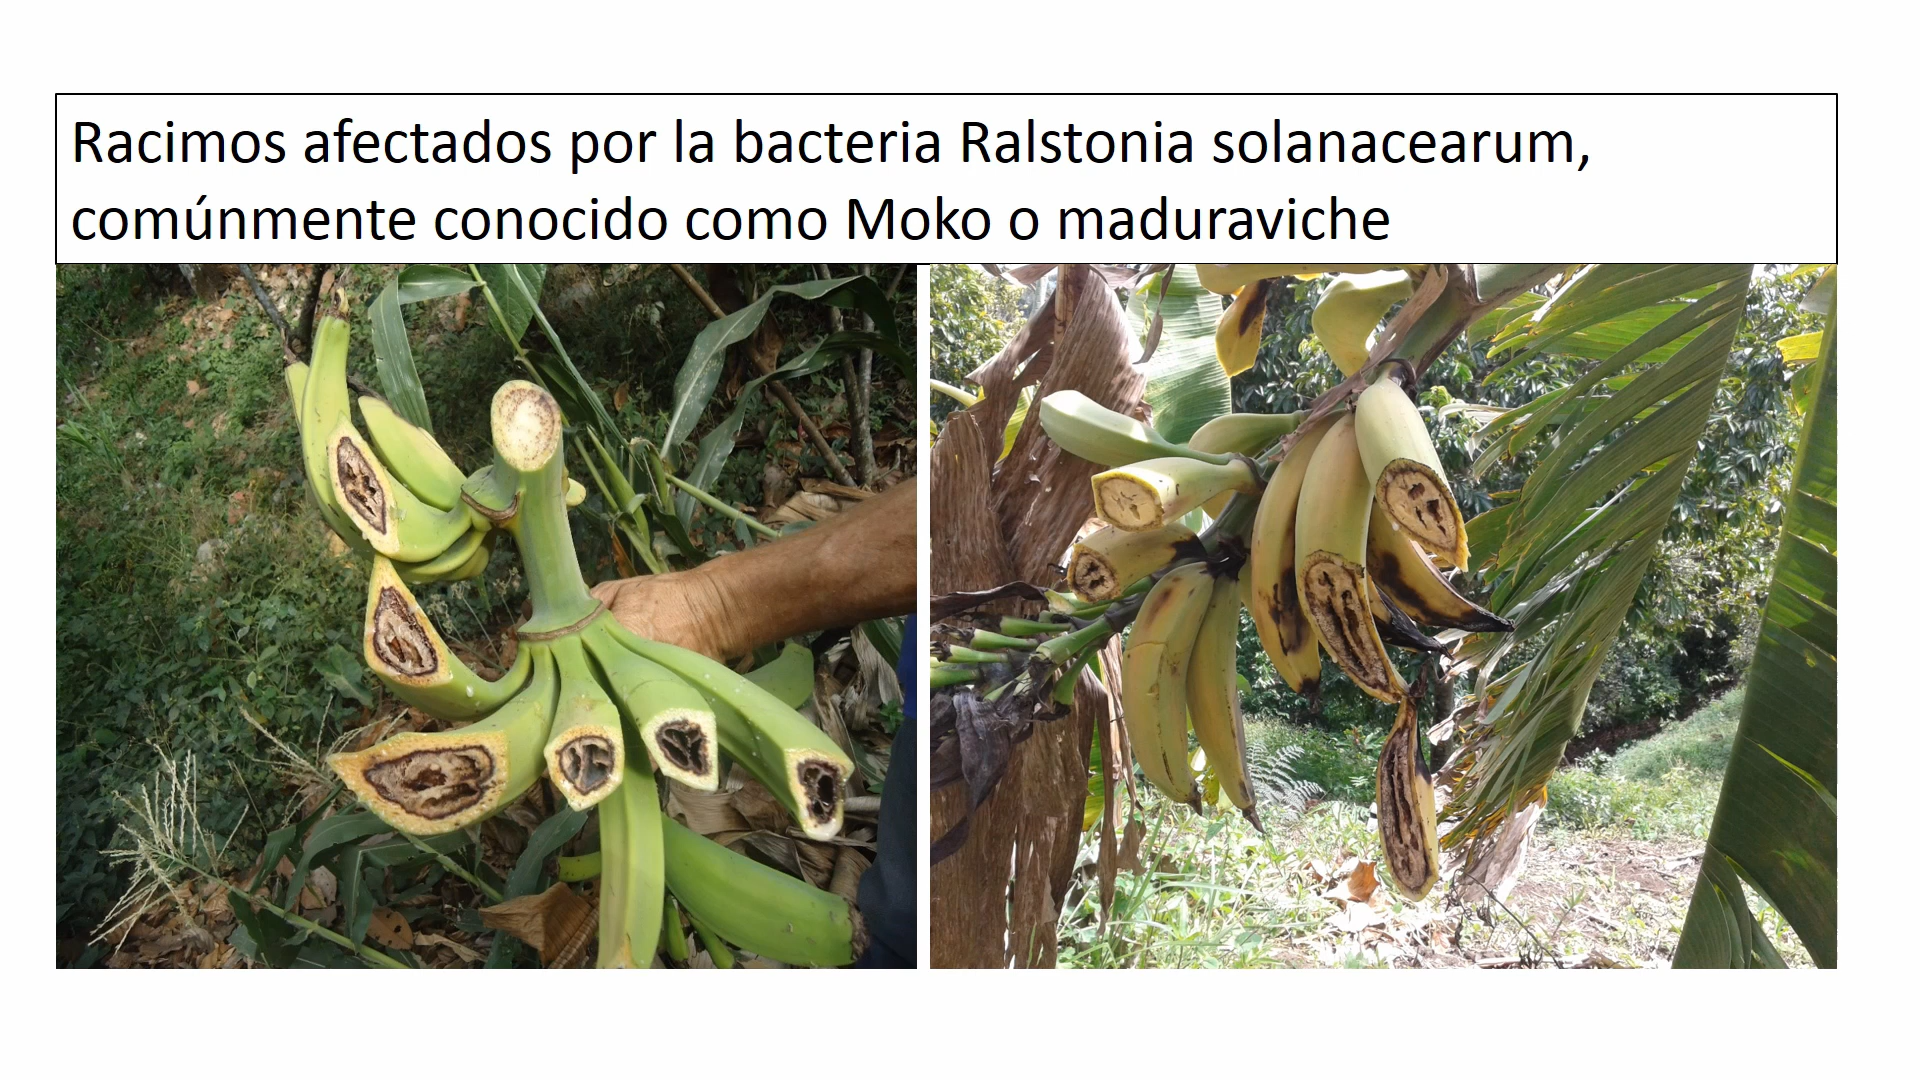 Racimos afectados por la bacteria Ralstonia solanacearum,
comúnmente conocido como Moko o maduraviche